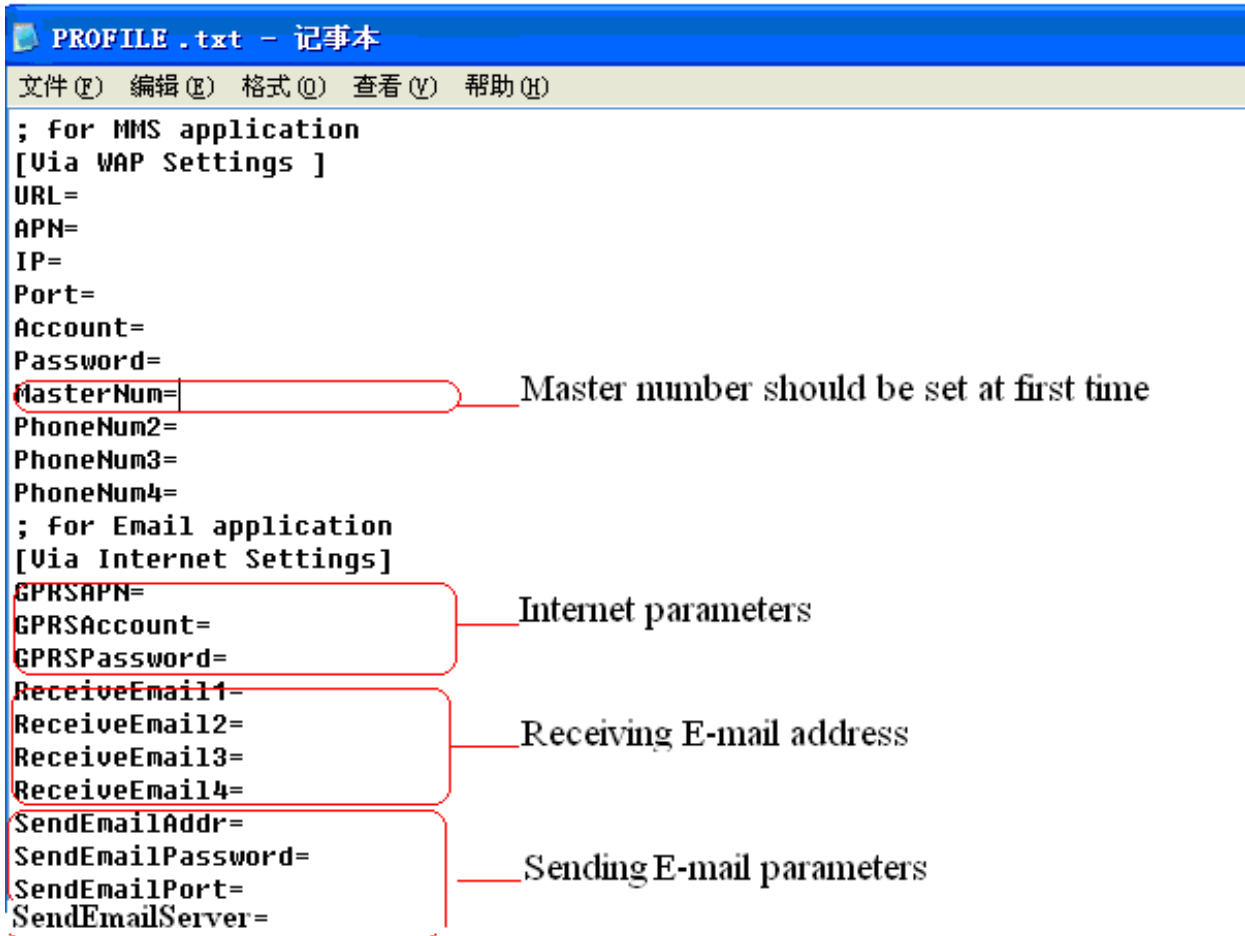 PROFILE .txt - 记事本
文件(F) 编辑(E) 格式(O) 查看(V) 帮助(H)
; for MMS application
[Via WAP Settings ]
URL=
APN=
IP=
Port=
Account=
Password=
MasterNum=
Master number should be set at first time
PhoneNum2=
PhoneNum3=
PhoneNum4=
; for Email application
[Via Internet Settings]
GPRSAPN=
GPRSAccount=
GPRSPassword=
Internet parameters
ReceiveEmail1=
ReceiveEmail2=
ReceiveEmail3=
ReceiveEmail4=
Receiving E-mail address
SendEmailAddr=
SendEmailPassword=
SendEmailPort=
SendEmailServer=
Sending E-mail parameters